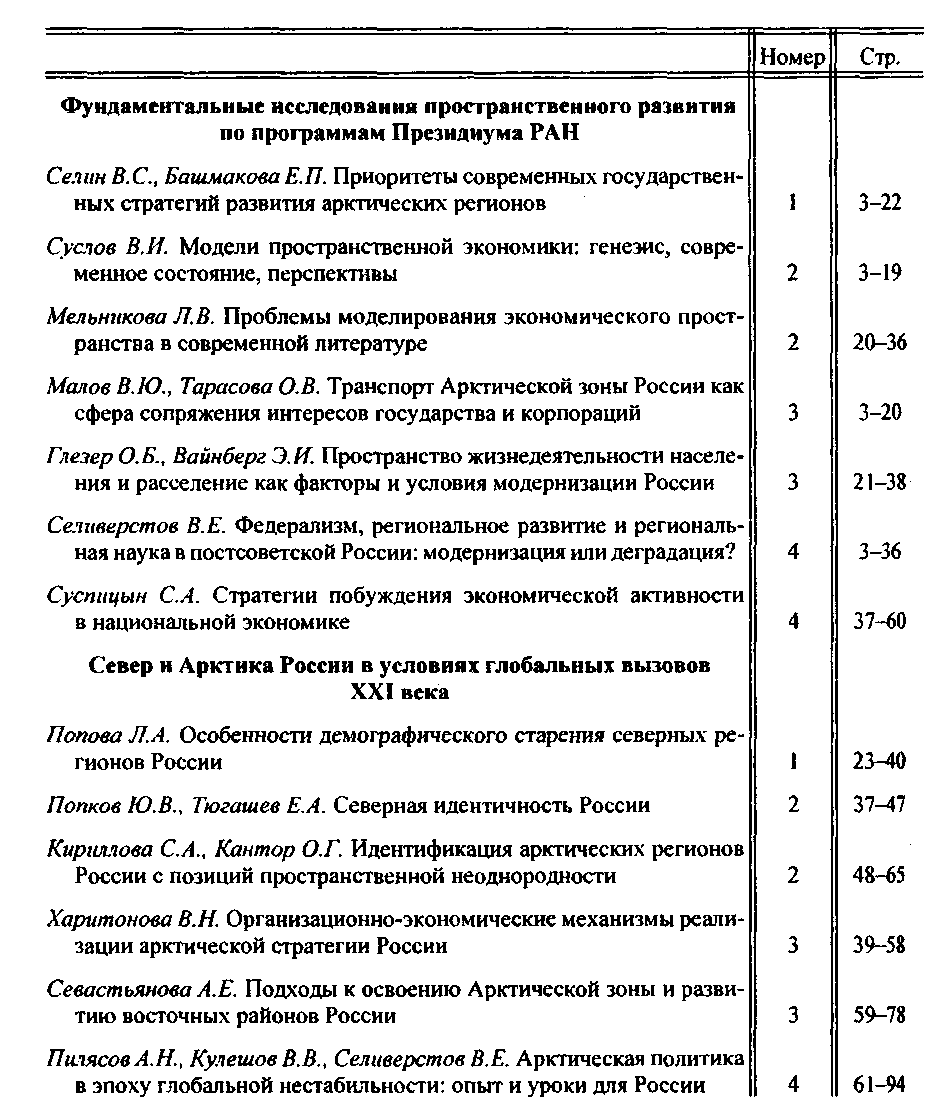 Номер Стр.
Фундаментальные исследования пространственного развития
по программам Президиума РАН
Селин В.С., Башмакова Е.П. Приоритеты современных государствен-
ных стратегий развития арктических регионов 1 3–22
Суслов В.И. Модели пространственной экономики: генезис, совре-
менное состояние, перспективы 2 3–19
Мельникова Л.В. Проблемы моделирования экономического прост-
ранства в современной литературе 2 20–36
Малов В.Ю., Тарасова О.В. Транспорт Арктической зоны России как
сфера сопряжения интересов государства и корпораций 3 3–20
Глезер О.Б., Вайнберг Э.И. Пространство жизнедеятельности населе-
ния и расселение как факторы и условия модернизации России 3 21–38
Селиверстов В.Е. Федерализм, региональное развитие и региональ-
ная наука в постсоветской России: модернизация или деградация? 4 3–36
Суспицын С.А. Стратегии побуждения экономической активности
в национальной экономике 4 37–60
Север и Арктика России в условиях глобальных вызовов
XXI века
Попова Л.А. Особенности демографического старения северных ре-
гионов России 1 23–40
Попков Ю.В., Тюгашев Е.А. Северная идентичность России 2 37–47
Кириллова С.А., Кантор О.Г. Идентификация арктических регионов
России с позиций пространственной неоднородности 2 48–65
Харитонова В.Н. Организационно-экономические механизмы реали-
зации арктической стратегии России 3 39–58
Севастьянова А.Е. Подходы к освоению Арктической зоны и разви-
тию восточных районов России 3 59–78
Пилясов А.Н., Кулешов В.В., Селиверстов В.Е. Арктическая политика
в эпоху глобальной нестабильности: опыт и уроки для России 4 61–94